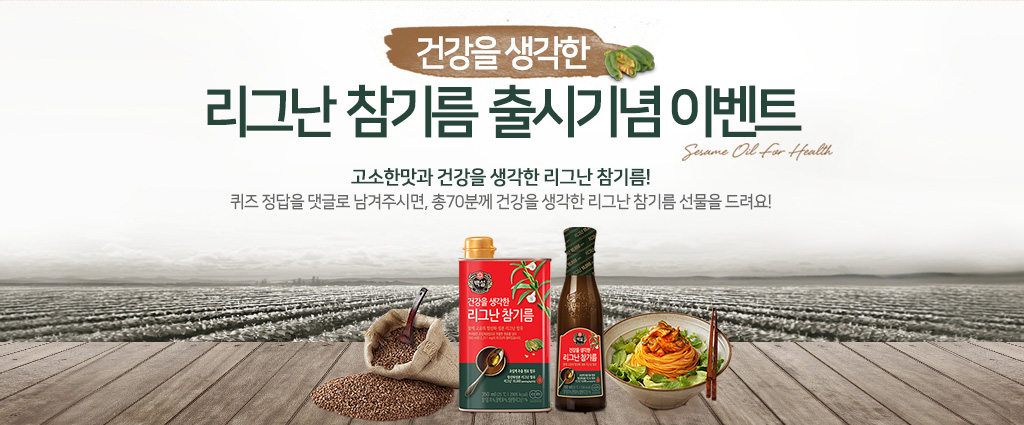 건강을 생각한
리그난 참기름 출시기념 이벤트
Sesame Oil For Health
고소한맛과 건강을 생각한 리그난 참기름!
퀴즈 정답을 댓글로 남겨주시면, 총70분께 건강을 생각한 리그난 참기름 선물을 드려요!
백설
건강을 생각한
리그난 참기름
건강을 생각한
리그난 참기름